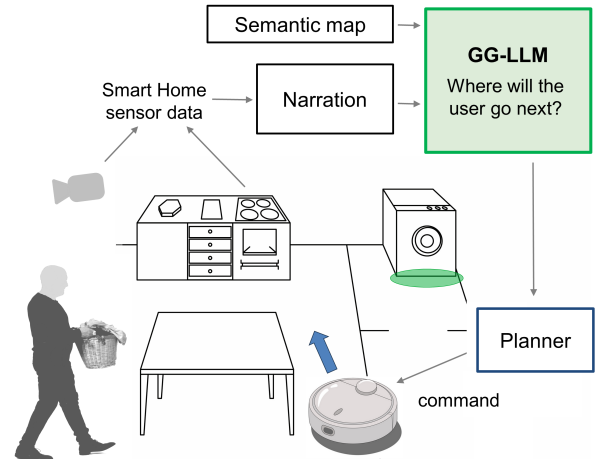 Semantic map
GG-LLM
Where will the
user go next?
Smart Home
sensor data
Narration
Planner
command